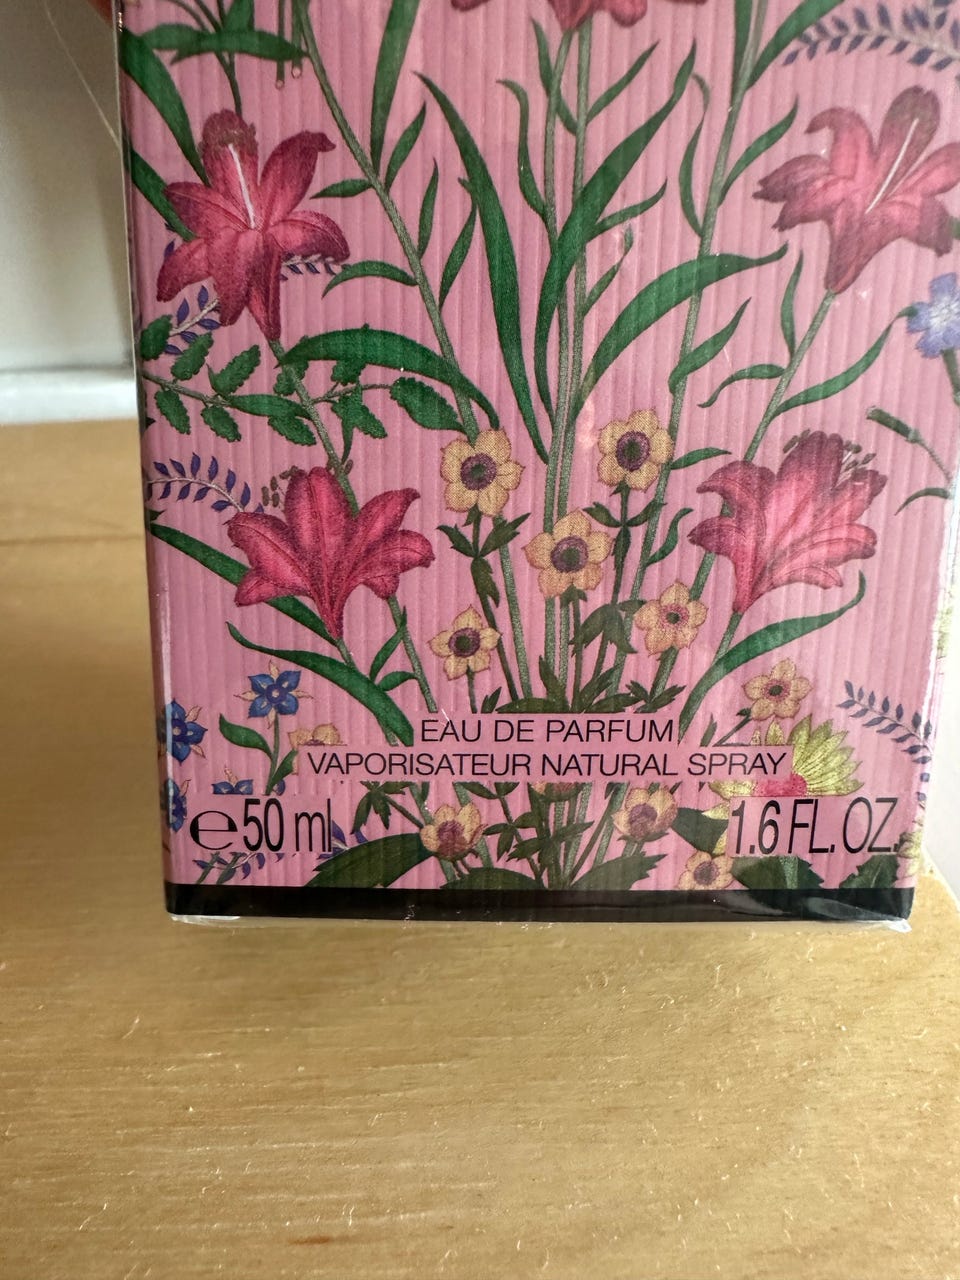 EAU DE PARFUM
VAPORISATEUR NATURAL SPRAY
℮50 ml 1.6 FL. OZ.